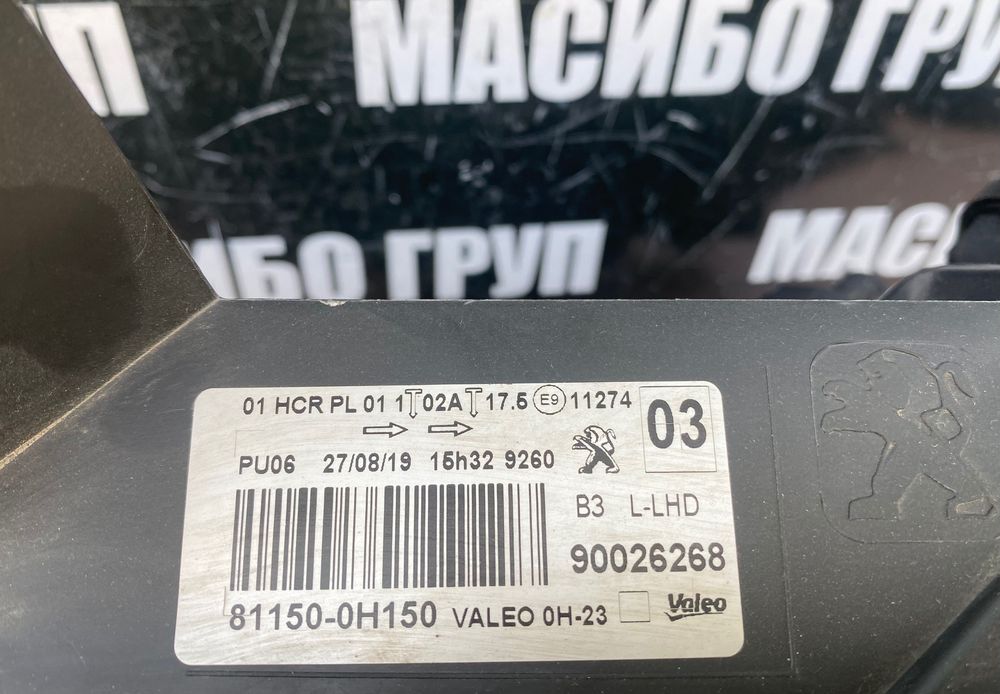 П МАСИБО ГРУП
ИБО ГРУП МАСИ
01 HCR PL 01 1 02A 17.5 E9 11274
03
PU06 27/08/19 15h32 9260
B3 L-LHD
90026268
81150-0H150 VALEO 0H-23 Valeo